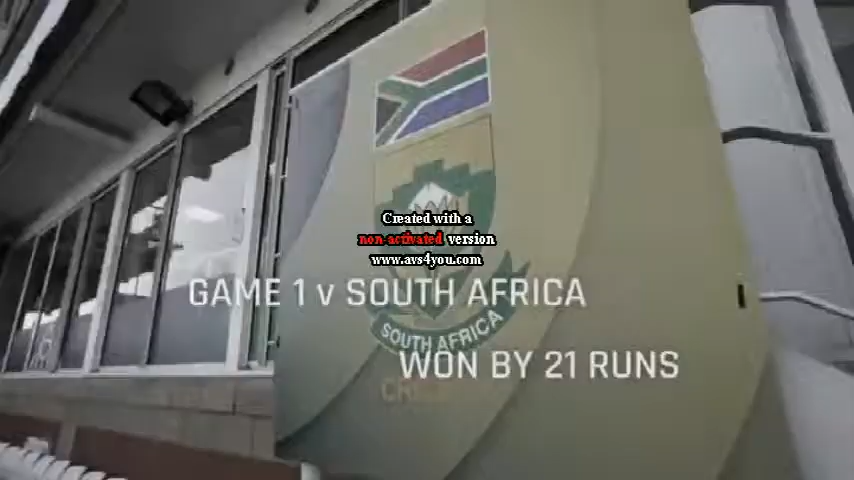 Created with a
non-activated version
www.avs4you.com
GAME 1 v SOUTH AFRICA
SOUTH AFRICA
WON BY 21 RUNS